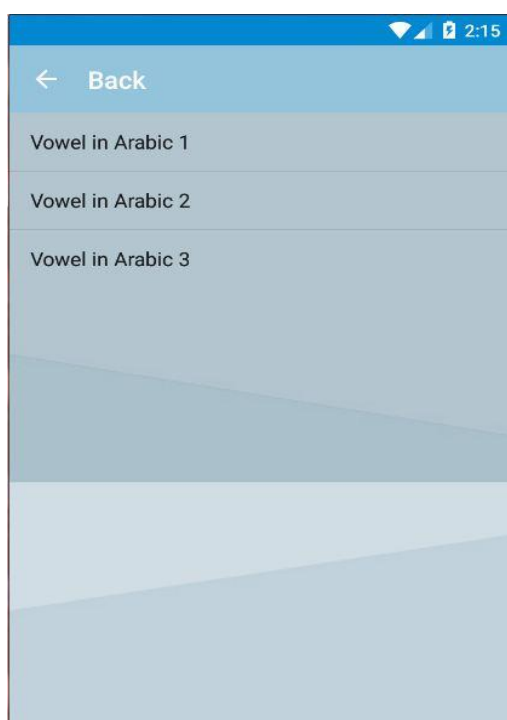 2:15
Back
Vowel in Arabic 1
Vowel in Arabic 2
Vowel in Arabic 3